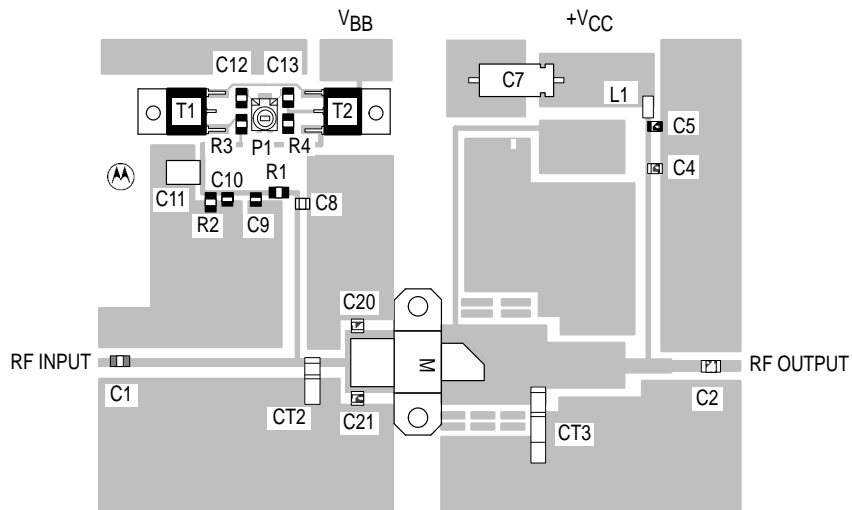 VBB
+VCC
C12 C13
C7
T1
T2
L1
C5
R3 P1 R4
C4
R1
C10
C11
C8
R2 C9
C20
RF INPUT
RF OUTPUT
M
C1
C2
CT2
C21
CT3